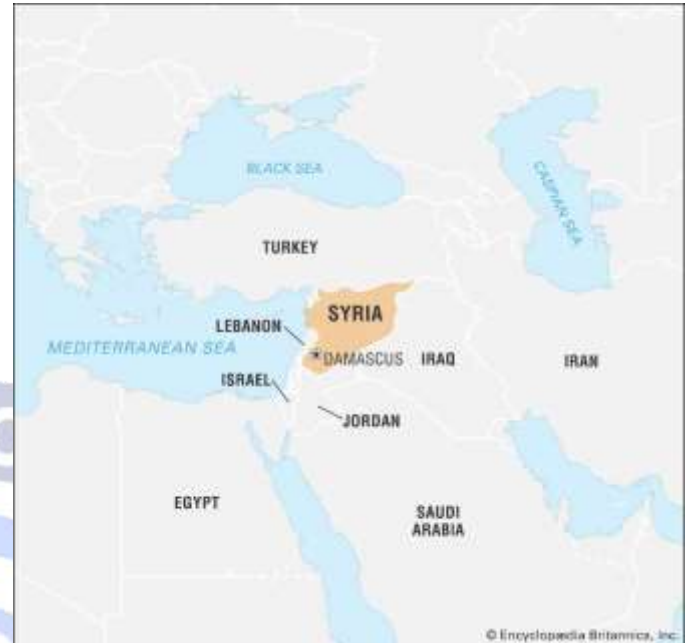 BLACK SEA
CASPIAN SEA
TURKEY
SYRIA
LEBANON
MEDITERRANEAN SEA
DAMASCUS
IRAQ
IRAN
ISRAEL
JORDAN
EGYPT
SAUDI
ARABIA
© Encyclopædia Britannica, Inc.